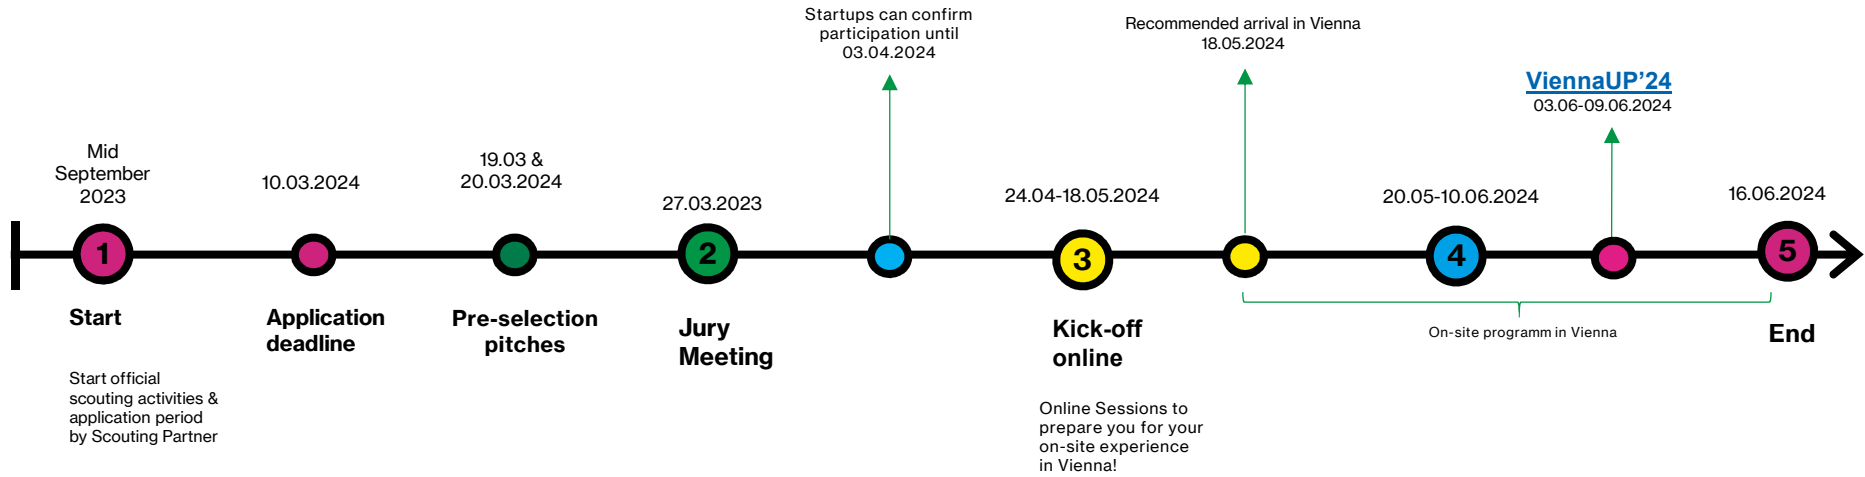 Startups can confirm
participation until
03.04.2024
Recommended arrival in Vienna
18.05.2024
ViennaUP'24
03.06-09.06.2024
Mid
September
2023
10.03.2024
19.03 &
20.03.2024
27.03.2023
24.04-18.05.2024
20.05-10.06.2024
16.06.2024
1
2
3
4
5
Start
Application
deadline
Pre-selection
pitches
Jury
Meeting
Kick-off
online
On-site programm in Vienna
End
Start official
scouting activities &
application period
by Scouting Partner
Online Sessions to
prepare you for your
on-site experience
in Vienna!